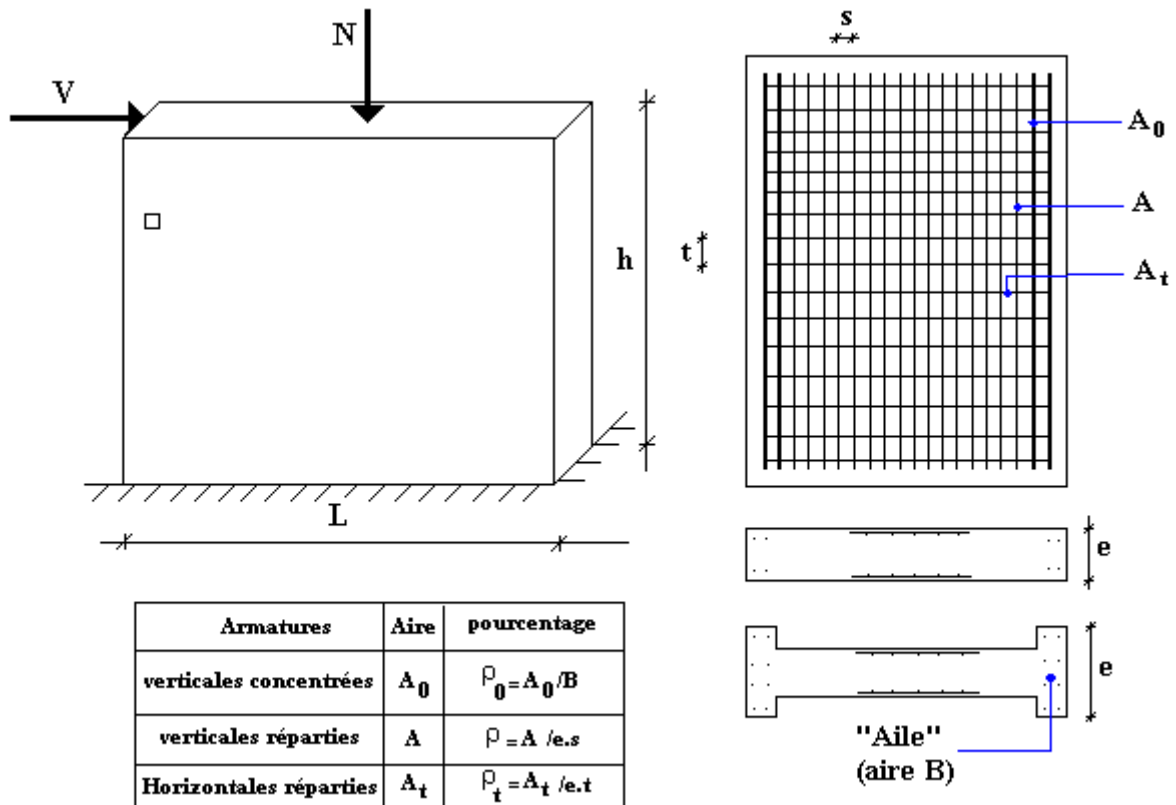 N
V
h
L
s
t
A0
A
At
e
e
"Aile"
(aire B)
Armatures Aire pourcentage
verticales concentrées A0 ρ0=A0/B
verticales réparties A ρ=A/e.s
Horizontales réparties At ρt=At/e.t